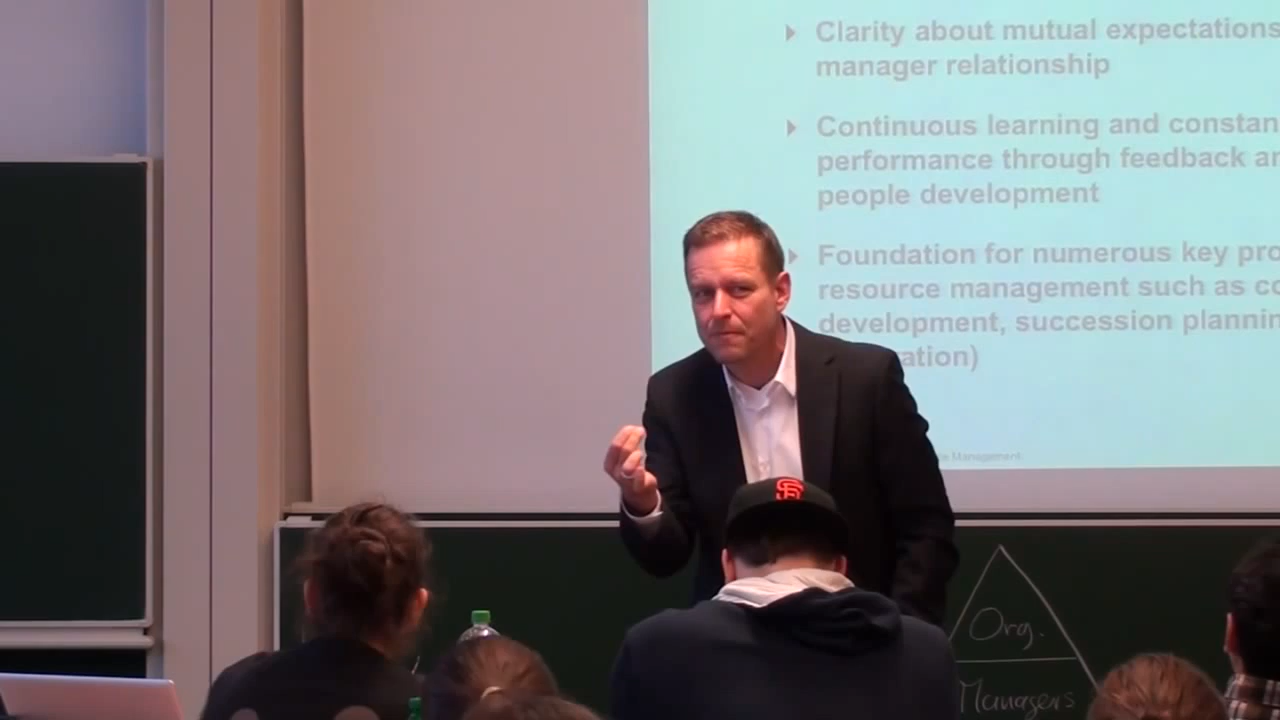 Clarity about mutual expectations
manager relationship
Continuous learning and constan
performance through feedback an
people development
Foundation for numerous key pro
resource management such as co
development, succession plannin
ation)
Management
SF
Org.
Managers